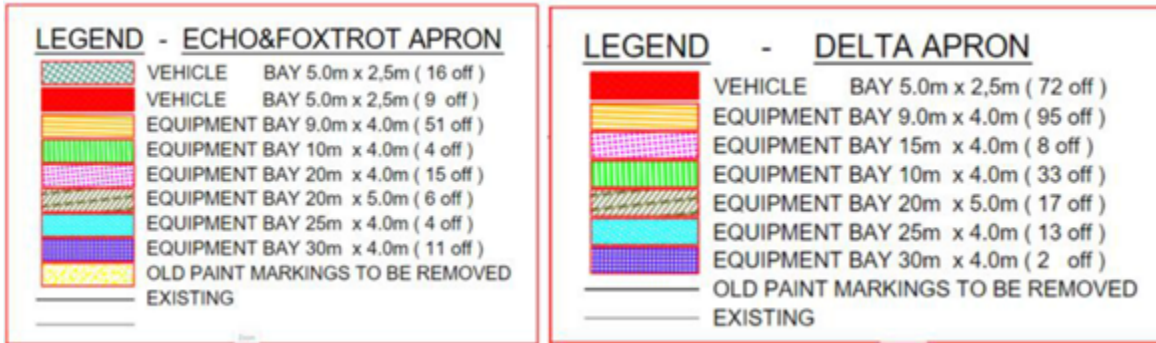 LEGEND - ECHO&FOXTROT APRON
VEHICLE BAY 5.0m x 2,5m ( 16 off )
VEHICLE BAY 5.0m x 2,5m ( 9 off )
EQUIPMENT BAY 9.0m x 4.0m ( 51 off )
EQUIPMENT BAY 10m x 4.0m ( 4 off )
EQUIPMENT BAY 20m x 4.0m ( 15 off )
EQUIPMENT BAY 20m x 5.0m ( 6 off )
EQUIPMENT BAY 25m x 4.0m ( 4 off )
EQUIPMENT BAY 30m x 4.0m ( 11 off )
OLD PAINT MARKINGS TO BE REMOVED
EXISTING
LEGEND - DELTA APRON
VEHICLE BAY 5.0m x 2,5m ( 72 off )
EQUIPMENT BAY 9.0m x 4.0m ( 95 off )
EQUIPMENT BAY 15m x 4.0m ( 8 off )
EQUIPMENT BAY 10m x 4.0m ( 33 off )
EQUIPMENT BAY 20m x 5.0m ( 17 off )
EQUIPMENT BAY 25m x 4.0m ( 13 off )
EQUIPMENT BAY 30m x 4.0m ( 2 off )
OLD PAINT MARKINGS TO BE REMOVED
EXISTING